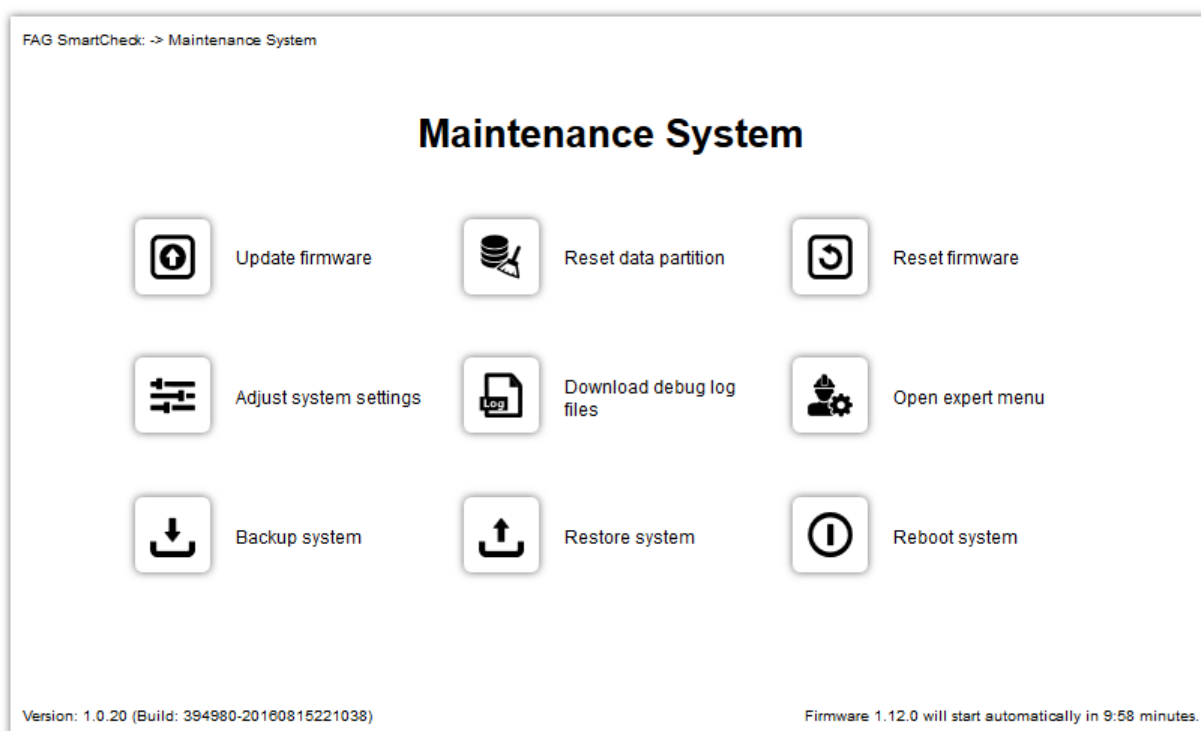 FAG SmartCheck: -> Maintenance System
Maintenance System
Update firmware
Reset data partition
Reset firmware
Adjust system settings
Download debug log
files
Log
Open expert menu
Backup system
Restore system
Reboot system
Version: 1.0.20 (Build: 394980-20160815221038)
Firmware 1.12.0 will start automatically in 9:58 minutes.